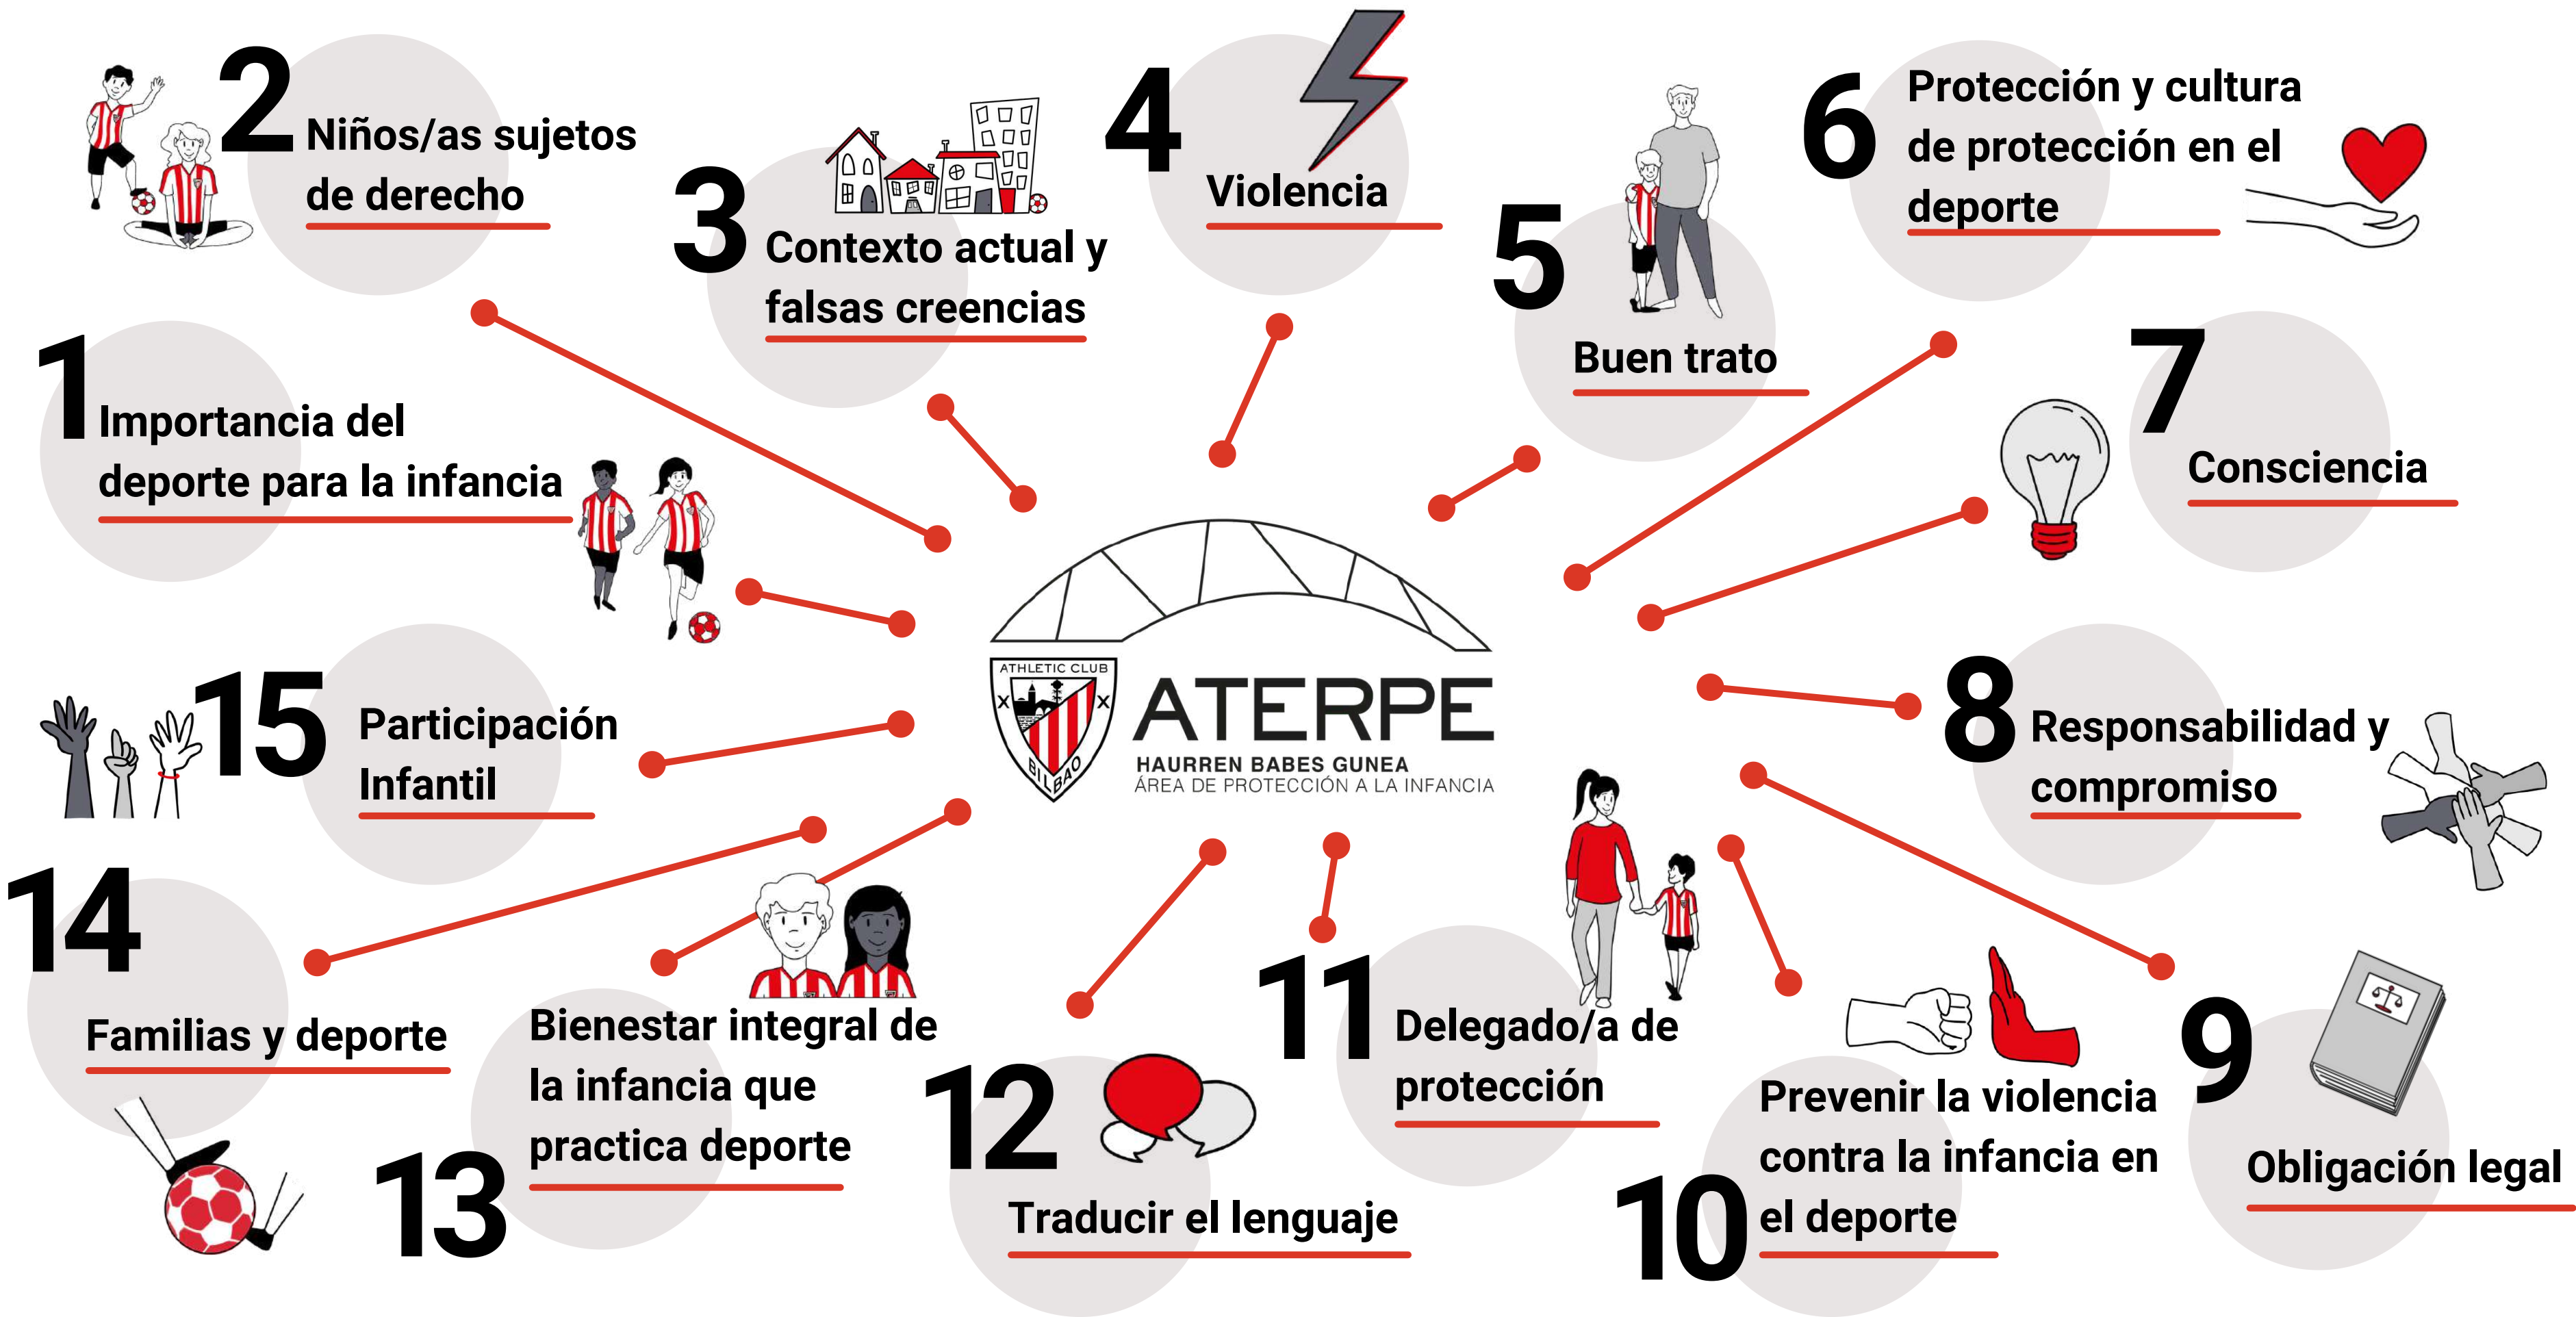 1
Importancia del
deporte para la infancia
2
Niños/as sujetos
de derecho
3
Contexto actual y
falsas creencias
4
Violencia
5
Buen trato
6
Protección y cultura
de protección en el
deporte
7
Consciencia
8
Responsabilidad y
compromiso
9
Obligación legal
10
Prevenir la violencia
contra la infancia en
el deporte
11
Delegado/a de
protección
12
Traducir el lenguaje
13
Bienestar integral de
la infancia que
practica deporte
14
Familias y deporte
15
Participación
Infantil
ATHLETIC CLUB
X X
BILBAO
ATERPE
HAURREN BABES GUNEA
ÁREA DE PROTECCIÓN A LA INFANCIA